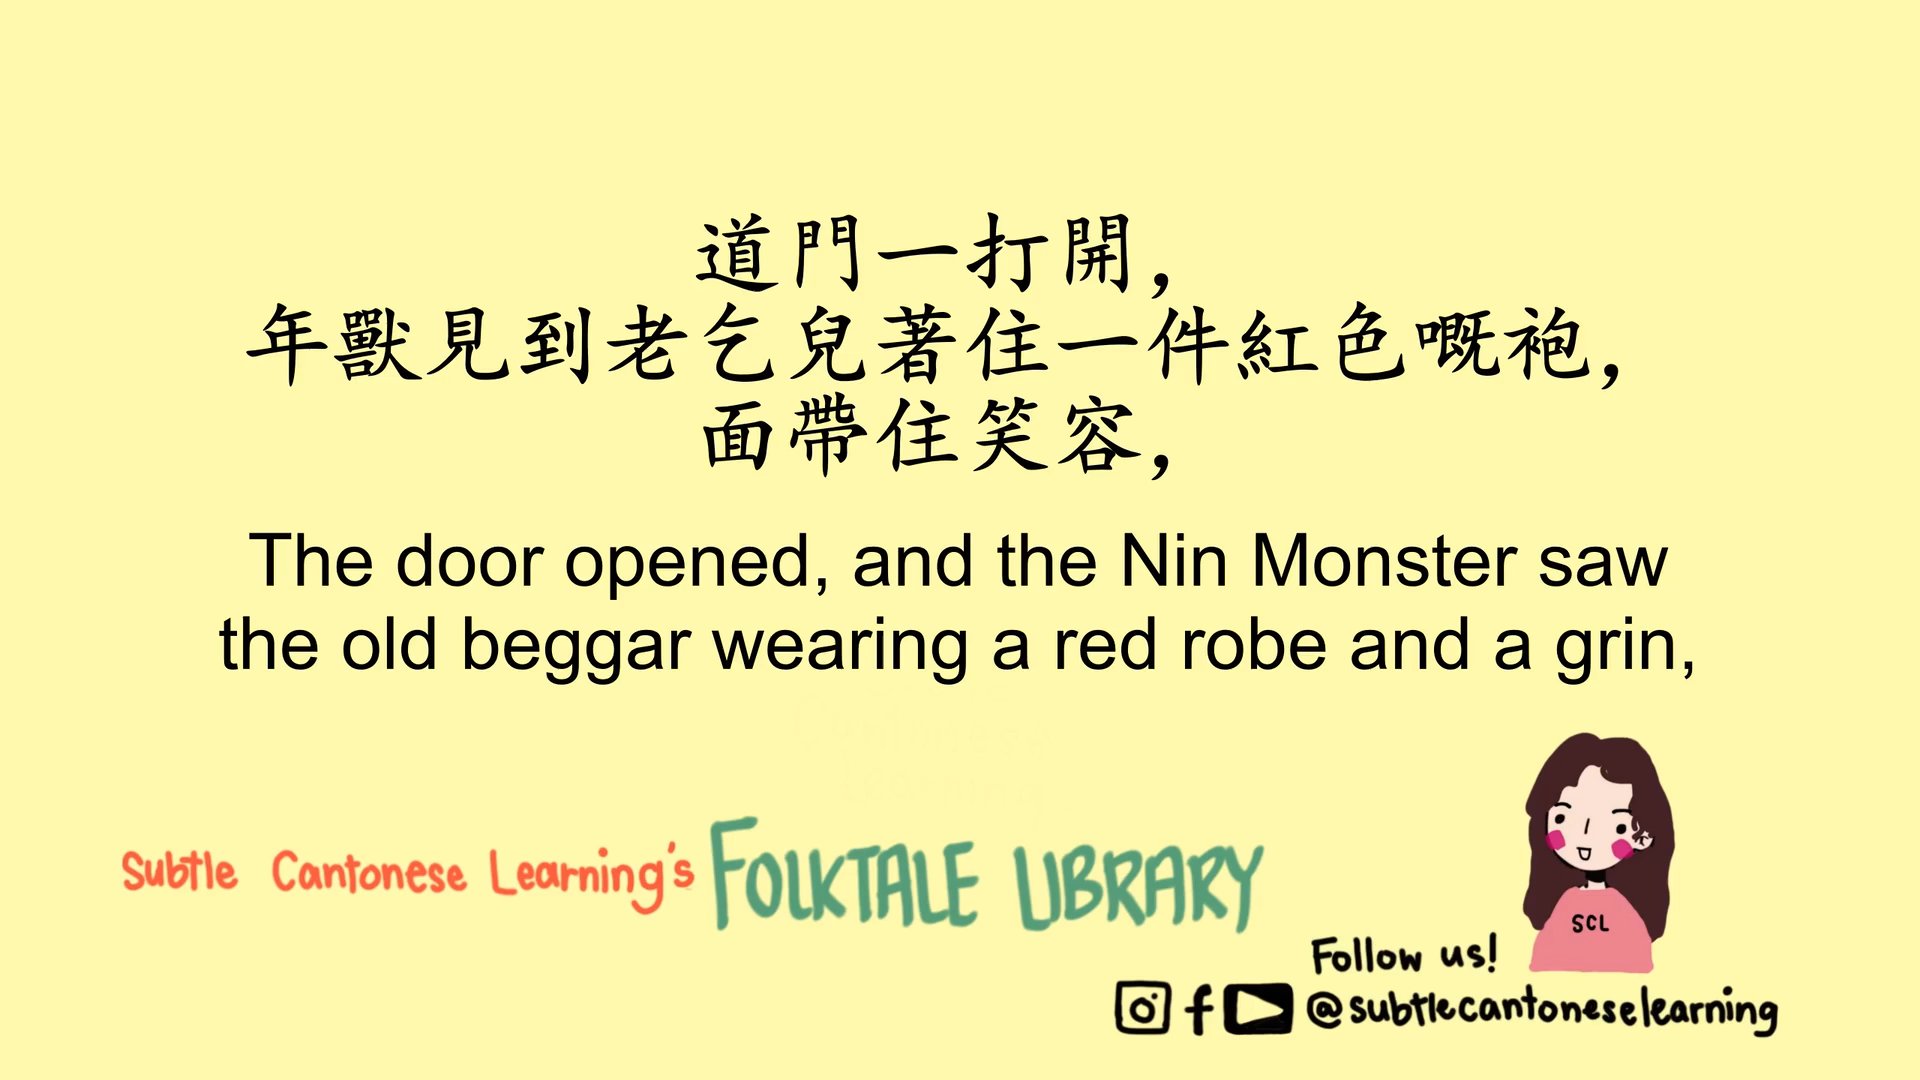 道門一打開，
年獸見到老乞兒著住一件紅色嘅袍，
面帶住笑容，
The door opened, and the Nin Monster saw
the old beggar wearing a red robe and a grin,
Subtle Cantonese Learning's FOLKTALE LIBRARY
SCL
Follow us!
@subtlecantoneselearning